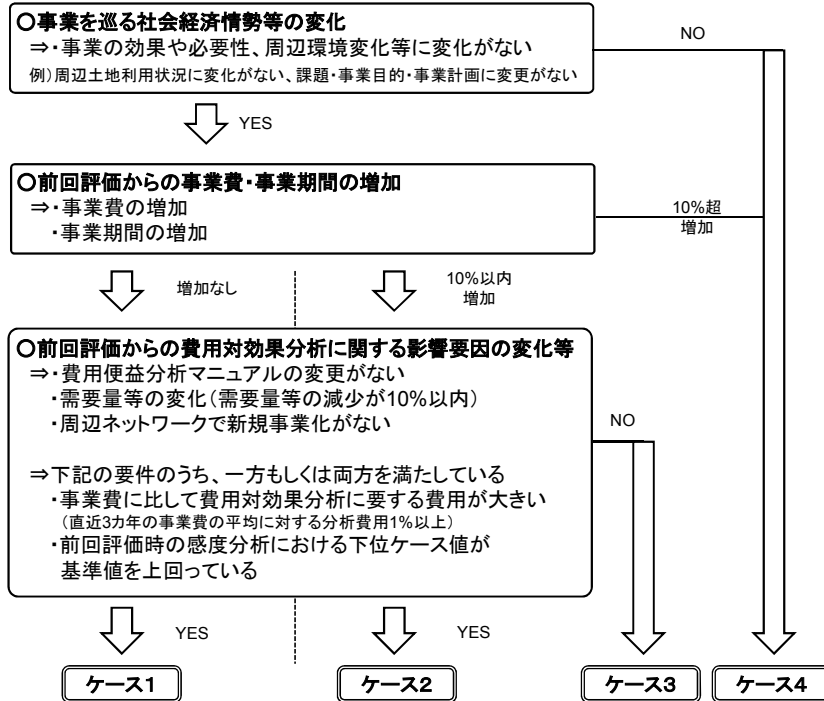 ○事業を巡る社会経済情勢等の変化
⇒・事業の効果や必要性、周辺環境変化等に変化がない
例)周辺土地利用状況に変化がない、課題・事業目的・事業計画に変更がない
NO
YES
○前回評価からの事業費・事業期間の増加
⇒・事業費の増加
・事業期間の増加
10%超
増加
増加なし
10%以内
増加
○前回評価からの費用対効果分析に関する影響要因の変化等
⇒・費用便益分析マニュアルの変更がない
・需要量等の変化(需要量等の減少が10%以内)
・周辺ネットワークで新規事業化がない
NO
⇒下記の要件のうち、一方もしくは両方を満たしている
・事業費に比して費用対効果分析に要する費用が大きい
(直近3カ年の事業費の平均に対する分析費用1%以上)
・前回評価時の感度分析における下位ケース値が
基準値を上回っている
YES
YES
ケース1
ケース2
ケース3
ケース4